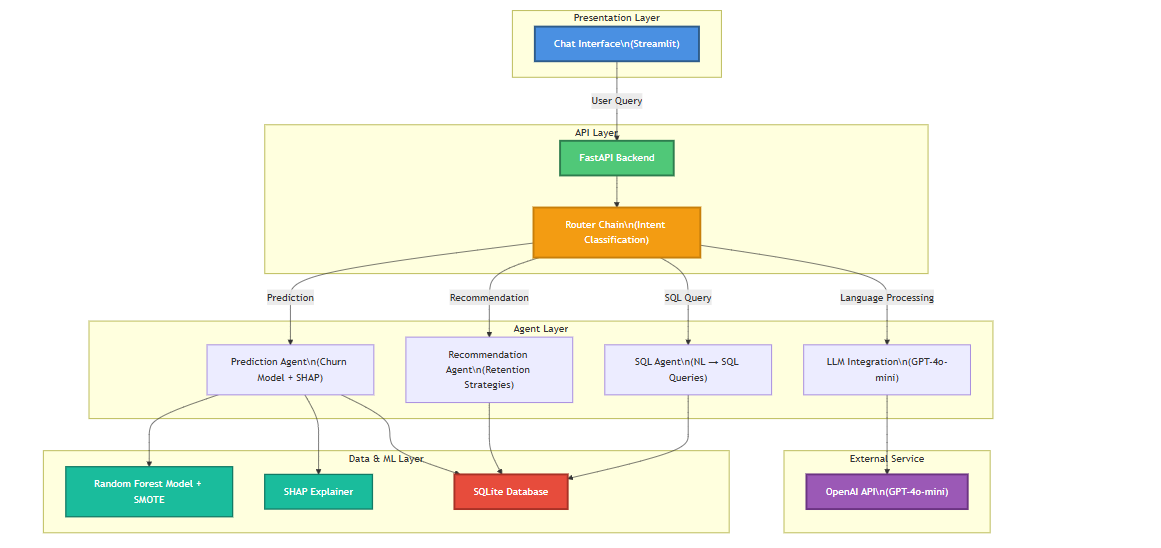 Presentation Layer
Chat Interface\n(Streamlit)
User Query
API Layer
FastAPI Backend
Router Chain\n(Intent
Classification)
Prediction
Recommendation
SQL Query
Language Processing
Agent Layer
Prediction Agent\n(Churn
Model + SHAP)
Recommendation
Agent\n(Retention
Strategies)
SQL Agent\n(NL → SQL
Queries)
LLM Integration\n(GPT-4o-
mini)
Data & ML Layer
Random Forest Model +
SMOTE
SHAP Explainer
SQLite Database
External Service
OpenAI API\n(GPT-4o-mini)